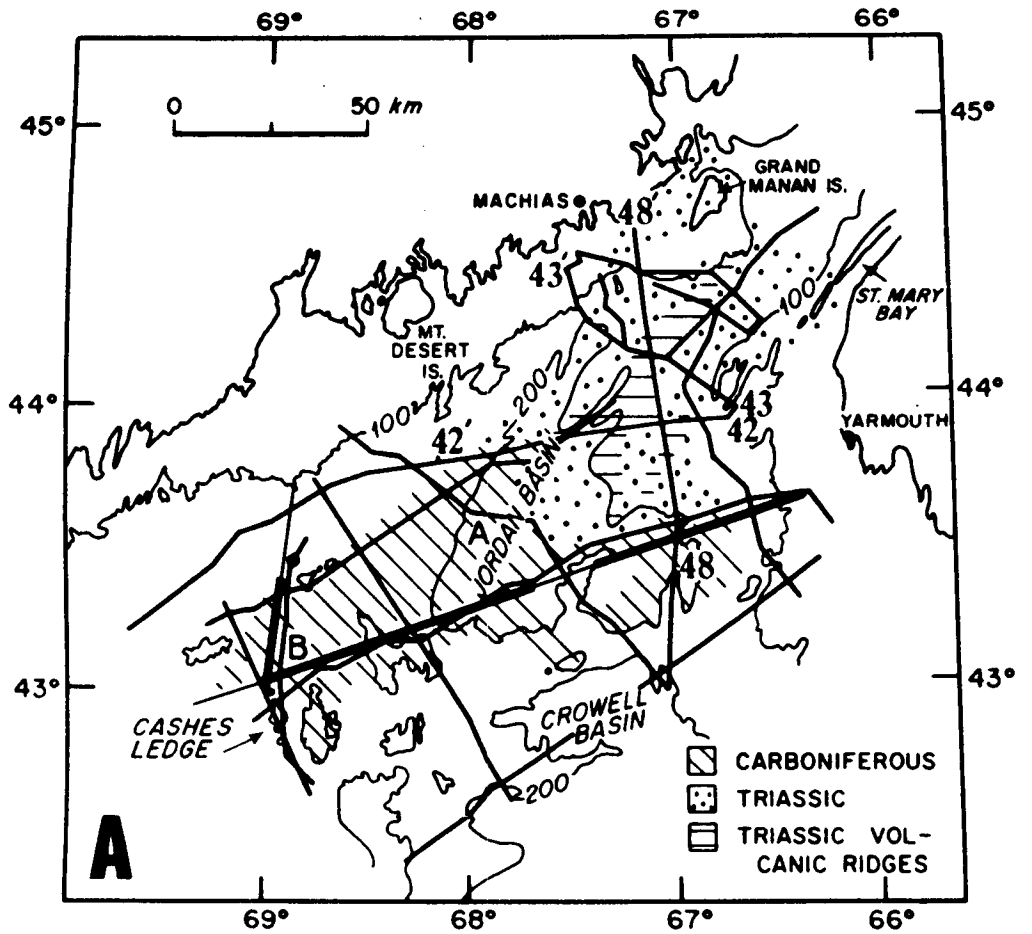 69° 68° 67° 66°
0 50 km
45° 45°
GRAND
MANAN IS.
MACHIAS
48'
43'
100
ST. MARY
BAY
MT.
DESERT
IS.
200
44° 44°
100
43
42
42'
YARMOUTH
JORDAN BASIN
A
48
B
43° 43°
CROWELL
BASIN
CASHES
LEDGE
200
CARBONIFEROUS
TRIASSIC
TRIASSIC VOL-
CANIC RIDGES
A
69° 68° 67° 66°